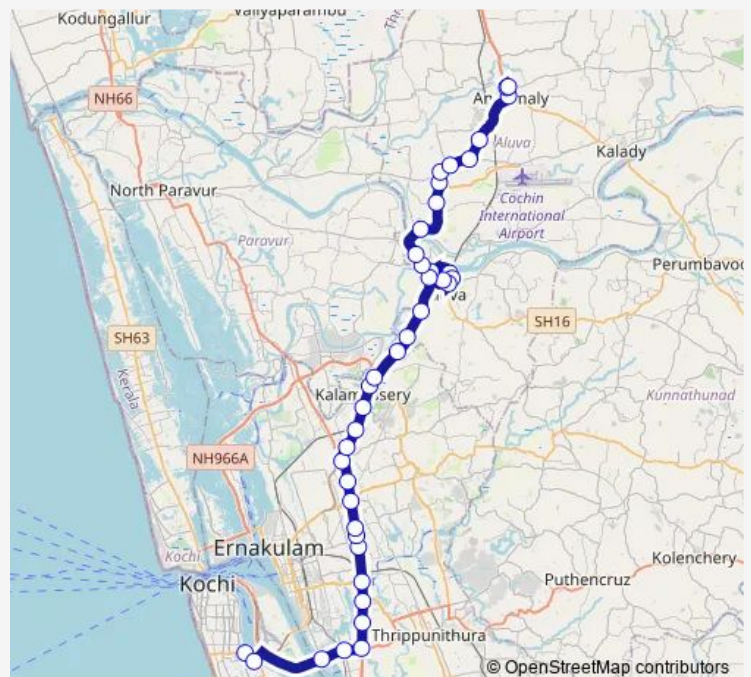 Kodungallur
Valiyaparambu
NH66
Aluva
Kalady
North Paravur
Cochin
International
Airport
Paravur
Perumbavoo
SH16
SH63
Kerala
Kunnathunad
NH966A
Kochi
Ernakulam
Kochi
Kolenchery
Puthencruz
Thrippunithura
© OpenStreetMap contributors